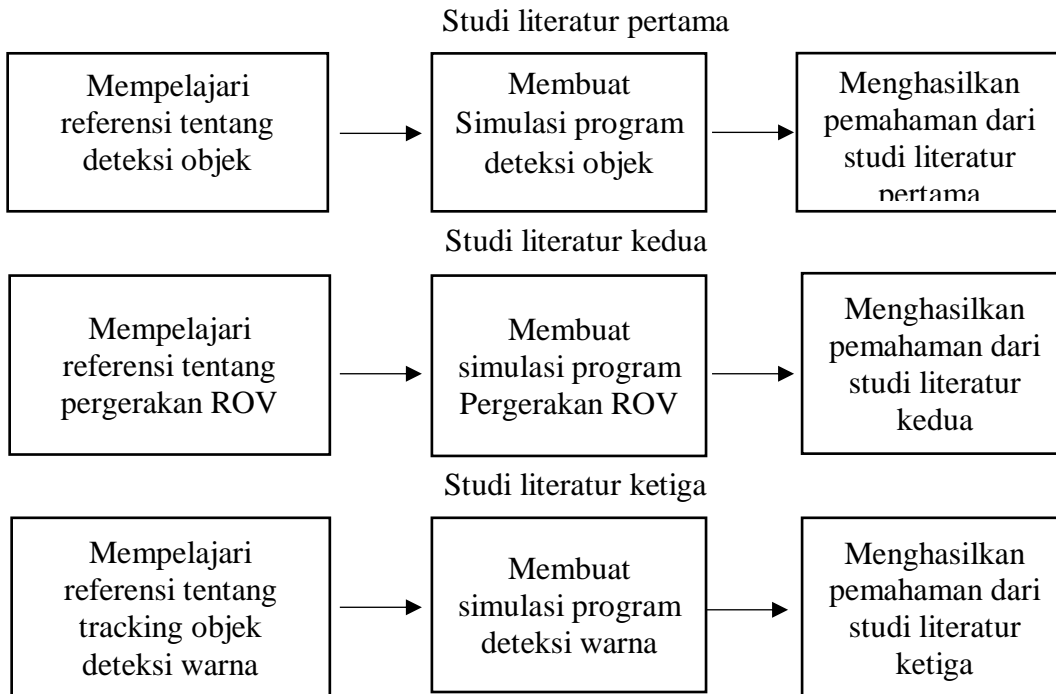 Studi literatur pertama
Mempelajari
referensi tentang
deteksi objek
Membuat
Simulasi program
deteksi objek
Menghasilkan
pemahaman dari
studi literatur
pertama
Studi literatur kedua
Mempelajari
referensi tentang
pergerakan ROV
Membuat
simulasi program
Pergerakan ROV
Menghasilkan
pemahaman dari
studi literatur
kedua
Studi literatur ketiga
Mempelajari
referensi tentang
tracking objek
deteksi warna
Membuat
simulasi program
deteksi warna
Menghasilkan
pemahaman dari
studi literatur
ketiga